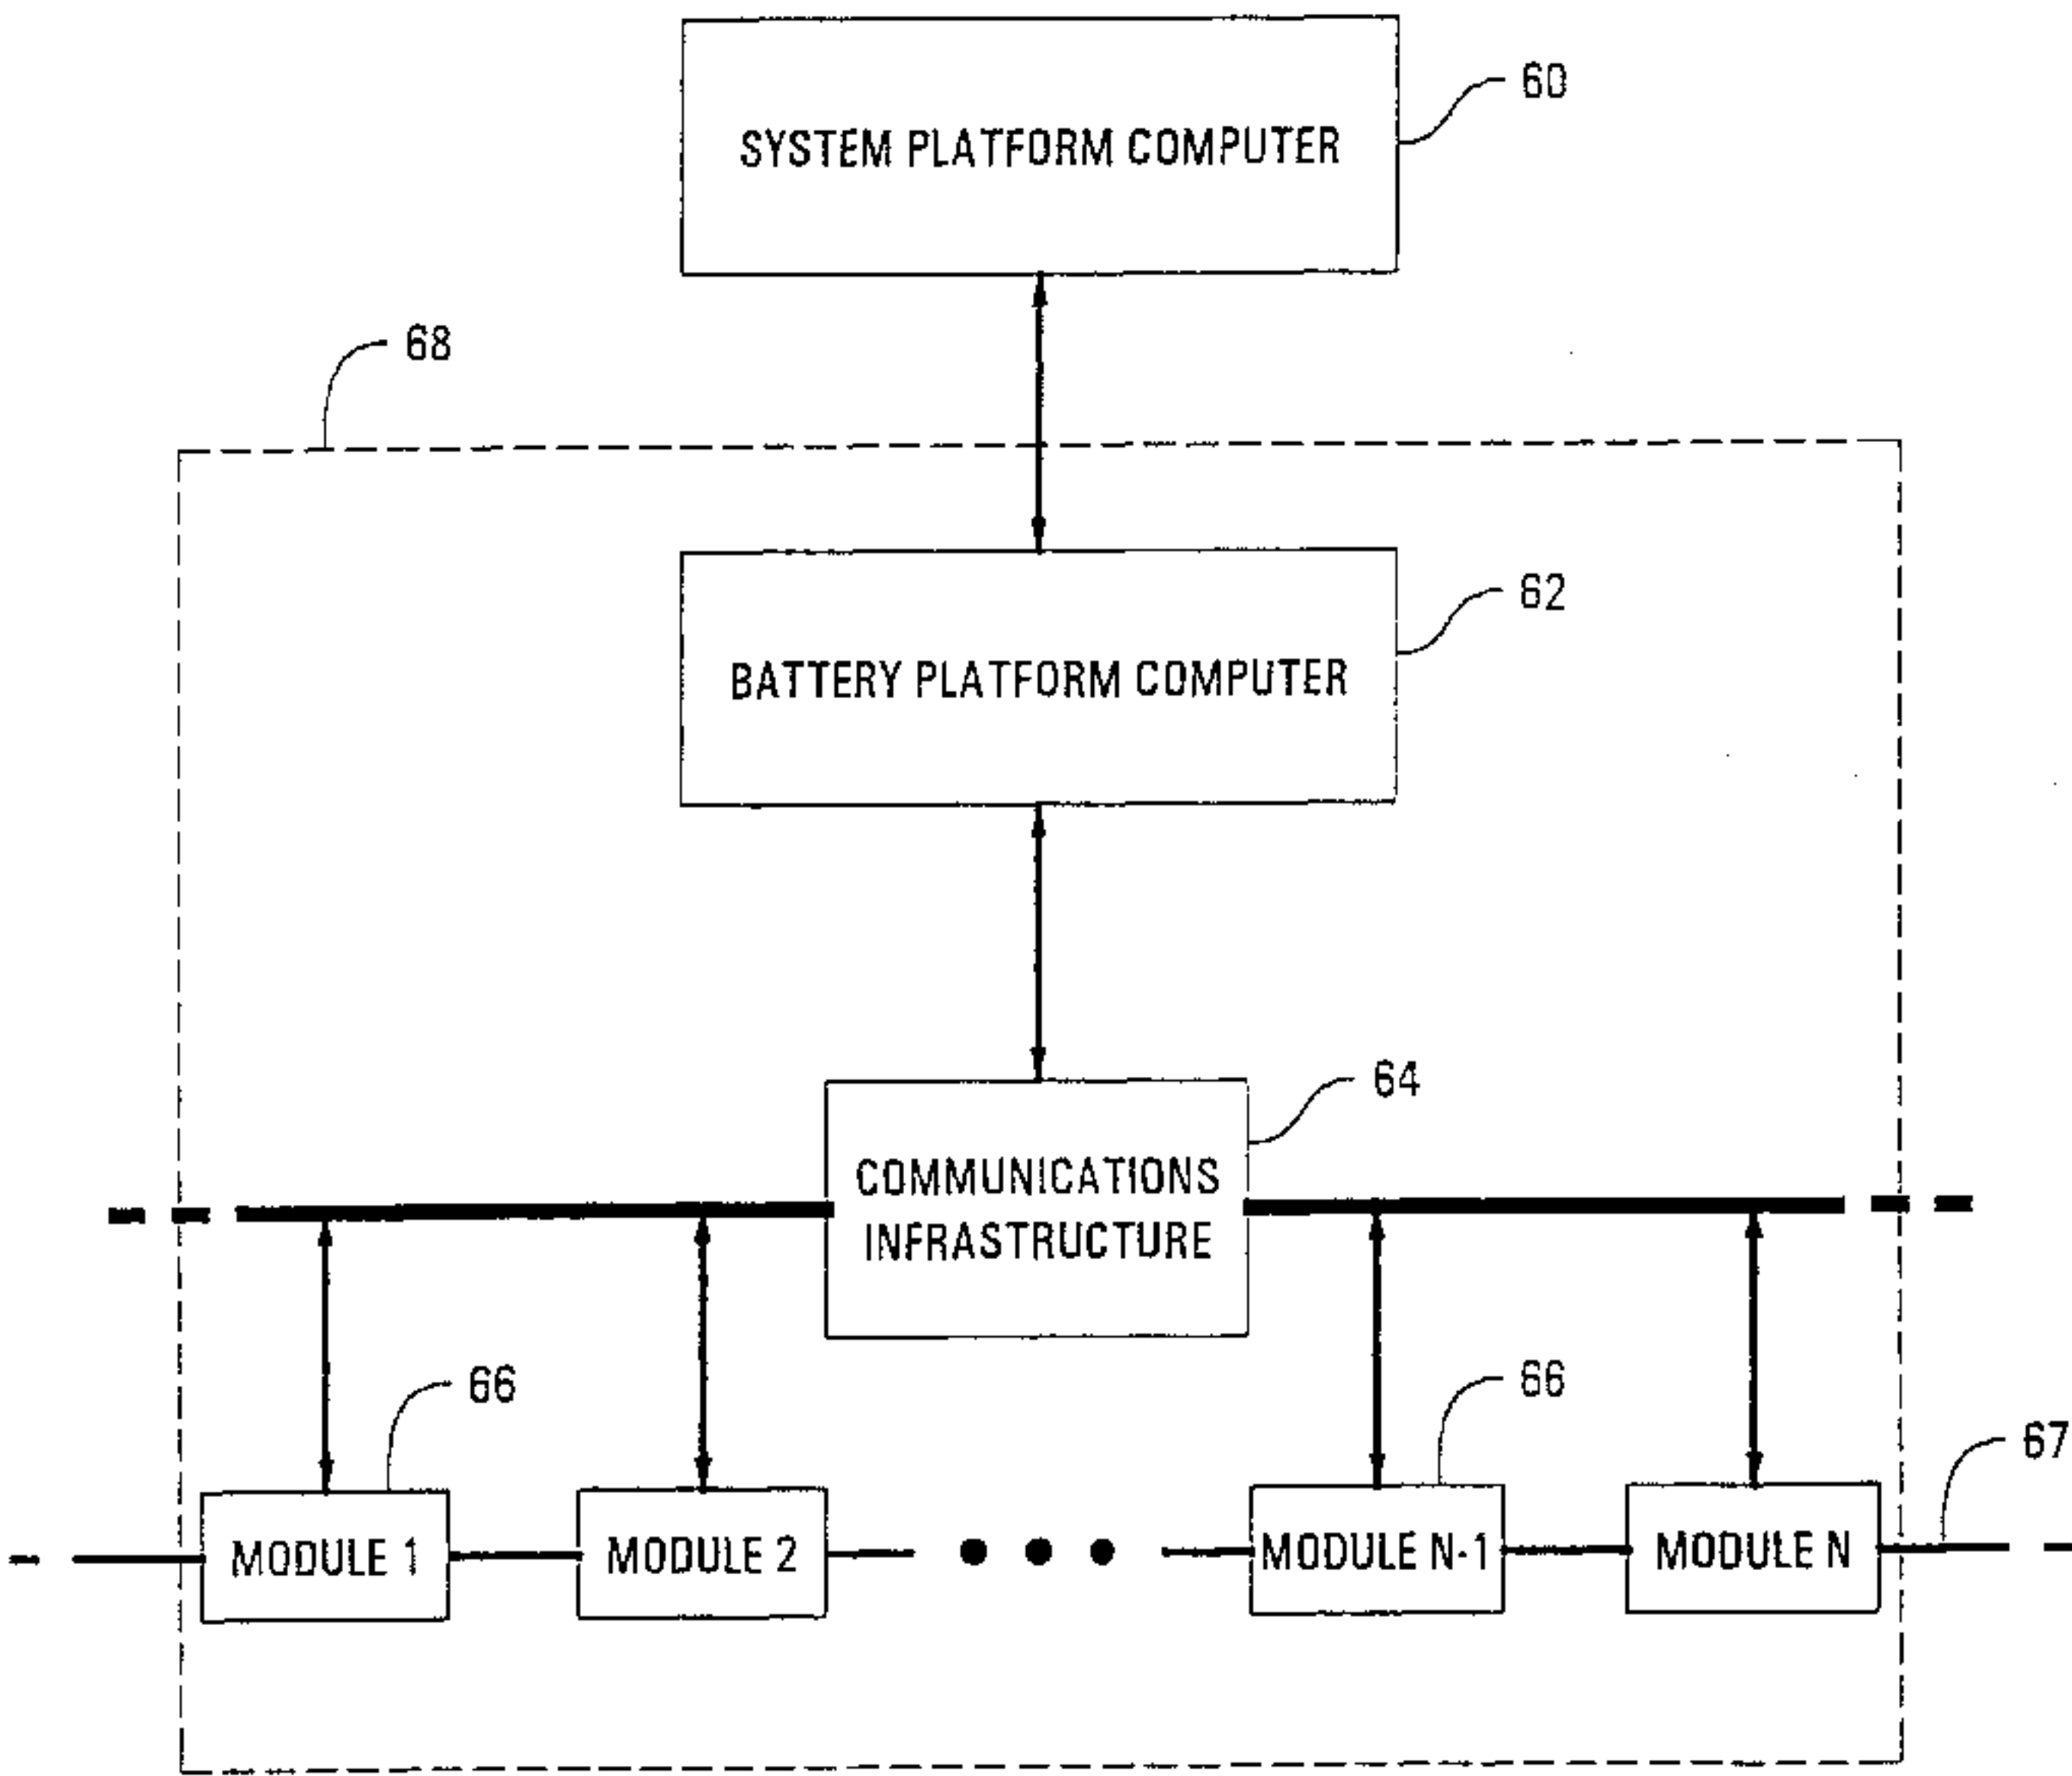 60
SYSTEM PLATFORM COMPUTER
68
62
BATTERY PLATFORM COMPUTER
64
COMMUNICATIONS
INFRASTRUCTURE
66
66
67
MODULE 1
MODULE 2
MODULE N-1
MODULE N